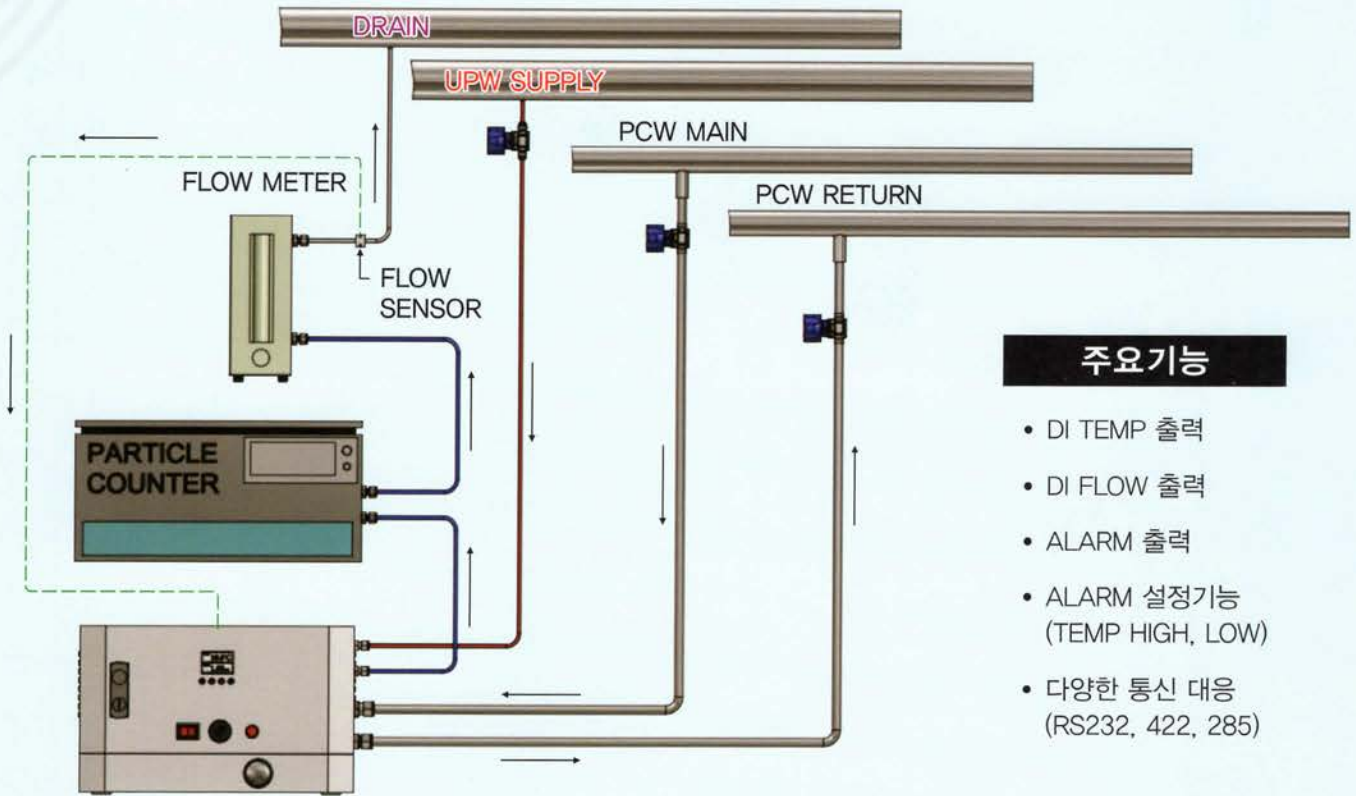 DRAIN
UPW SUPPLY
PCW MAIN
FLOW METER
PCW RETURN
FLOW
SENSOR
PARTICLE
COUNTER
주요기능
• DI TEMP 출력
• DI FLOW 출력
• ALARM 출력
• ALARM 설정기능
(TEMP HIGH, LOW)
• 다양한 통신 대응
(RS232, 422, 285)